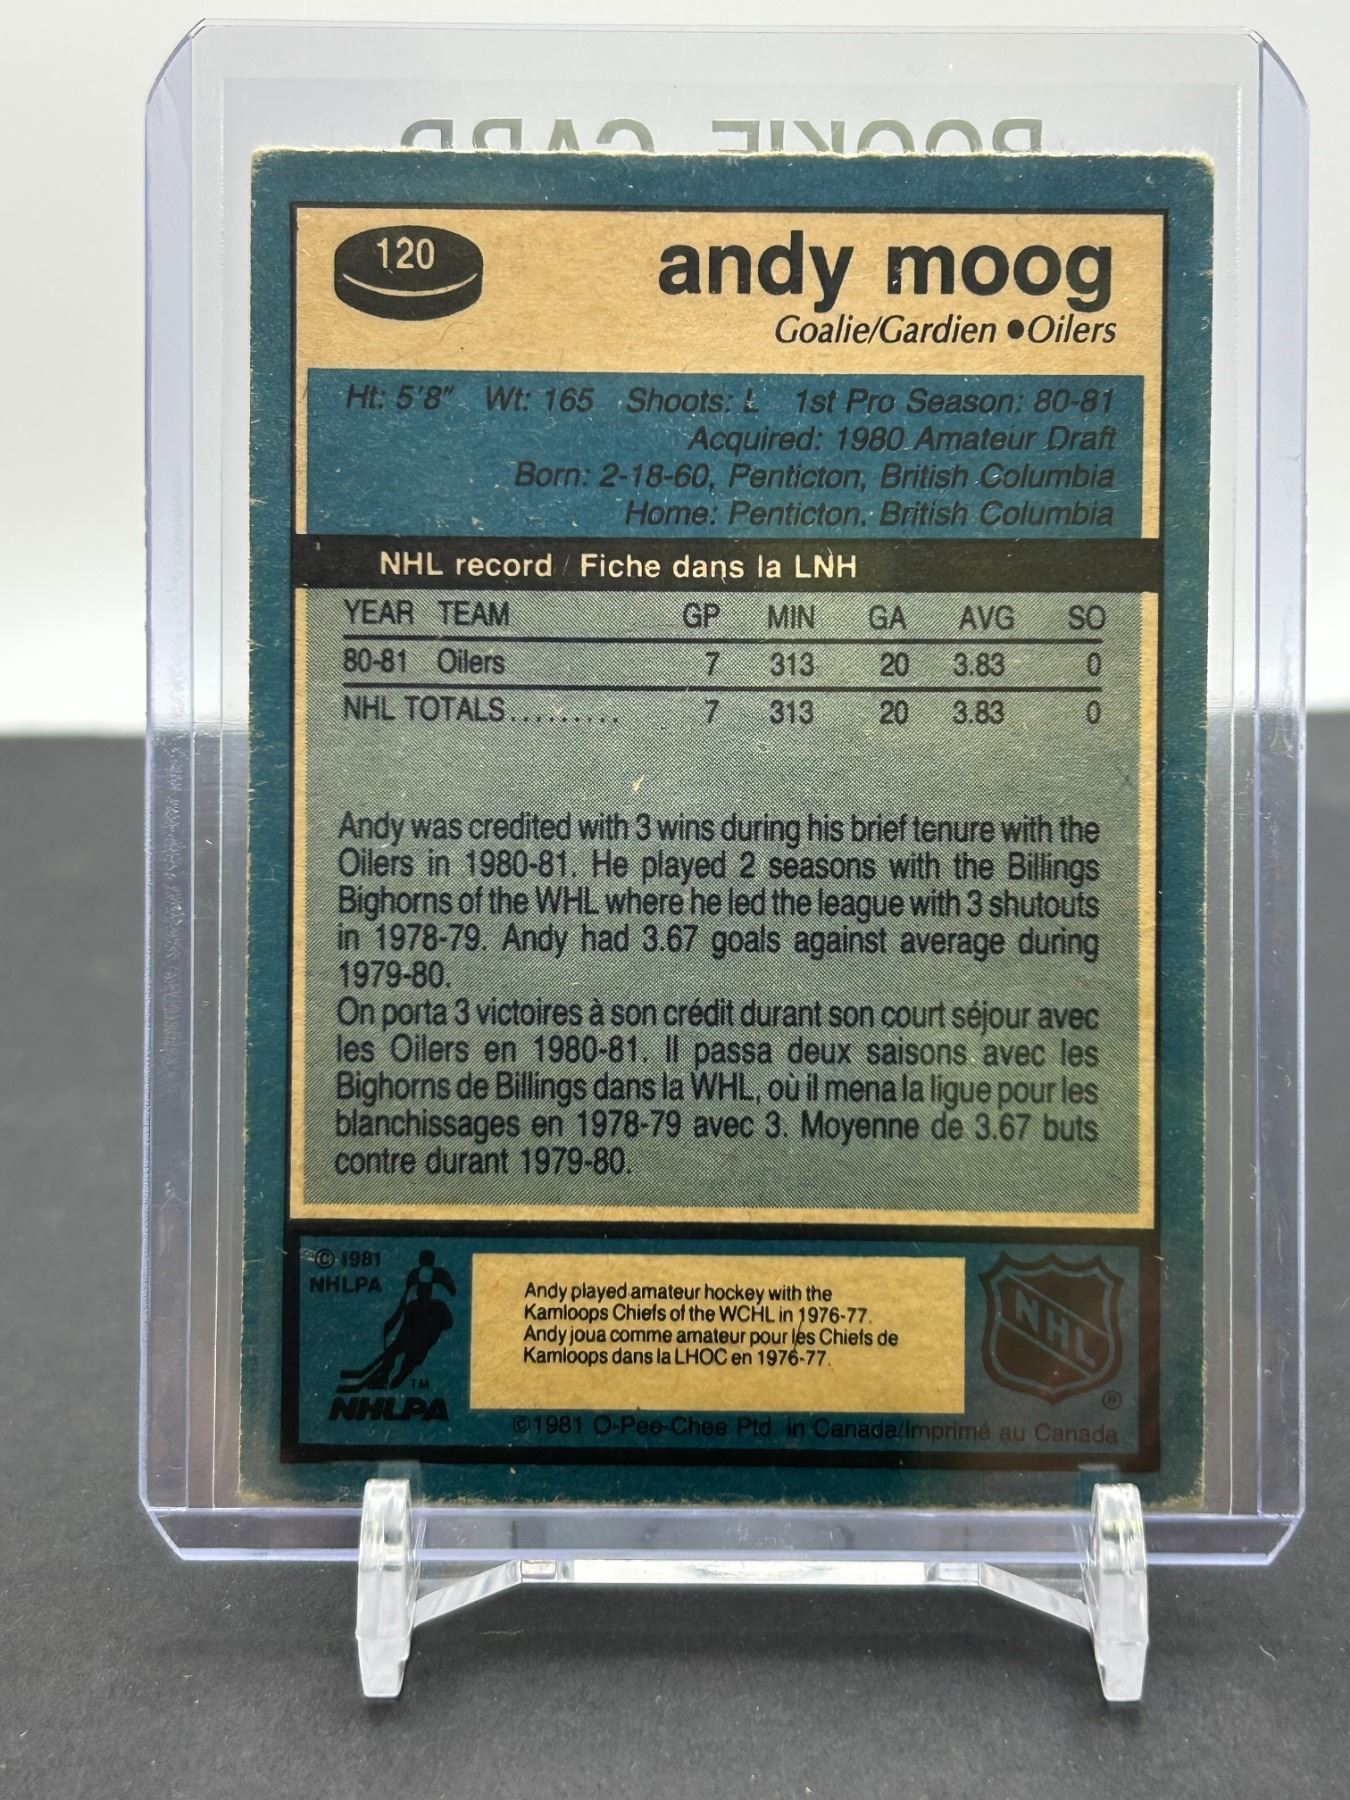 ROOKIE CARD
120
andy moog
Goalie/Gardien ● Oilers
Ht: 5'8" Wt: 165 Shoots: L 1st Pro Season: 80-81
Acquired: 1980 Amateur Draft
Born: 2-18-60, Penticton, British Columbia
Home: Penticton, British Columbia
NHL record / Fiche dans la LNH
YEAR TEAM GP MIN GA AVG SO
80-81 Oilers 7 313 20 3.83 0
NHL TOTALS......... 7 313 20 3.83 0
Andy was credited with 3 wins during his brief tenure with the
Oilers in 1980-81. He played 2 seasons with the Billings
Bighorns of the WHL where he led the league with 3 shutouts
in 1978-79. Andy had 3.67 goals against average during
1979-80.
On porta 3 victoires à son crédit durant son court séjour avec
les Oilers en 1980-81. Il passa deux saisons avec les
Bighorns de Billings dans la WHL, où il mena la ligue pour les
blanchissages en 1978-79 avec 3. Moyenne de 3.67 buts
contre durant 1979-80.
© 1981
NHLPA
TM
NHLPA
Andy played amateur hockey with the
Kamloops Chiefs of the WCHL in 1976-77.
Andy joua comme amateur pour les Chiefs de
Kamloops dans la LHOC en 1976-77.
NHL
®
©1981 O-Pee-Chee Ptd. in Canada/Imprimé au Canada